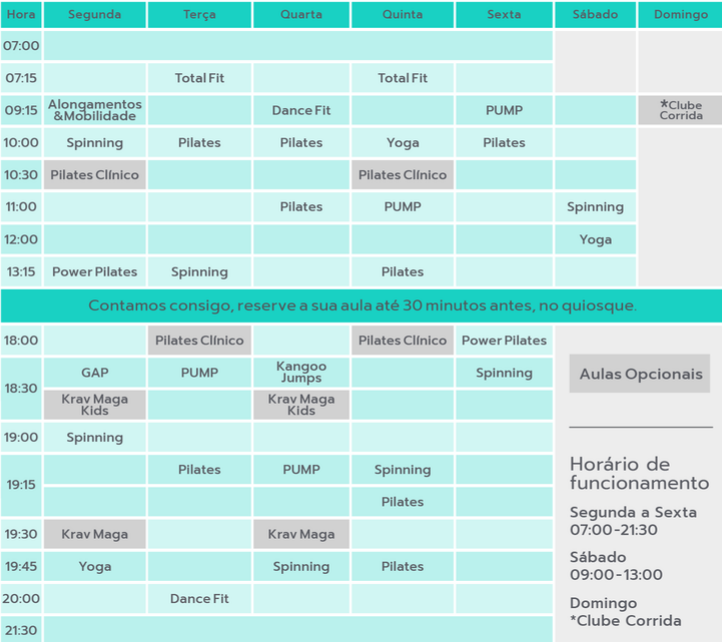 Hora Segunda Terça Quarta Quinta Sexta Sábado Domingo
07:00
07:15 Total Fit Total Fit
09:15 Alongamentos &Mobilidade Dance Fit PUMP *Clube Corrida
10:00 Spinning Pilates Pilates Yoga Pilates
10:30 Pilates Clínico Pilates Clínico
11:00 Pilates PUMP Spinning
12:00 Yoga
13:15 Power Pilates Spinning Pilates
Contamos consigo, reserve a sua aula até 30 minutos antes, no quiosque.
18:00 Pilates Clínico Pilates Clínico Power Pilates
18:30 GAP PUMP Kangoo Jumps Spinning
Krav Maga Kids Krav Maga Kids
19:00 Spinning
19:15 Pilates PUMP Spinning
Pilates
19:30 Krav Maga Krav Maga
19:45 Yoga Spinning Pilates
20:00 Dance Fit
21:30
Aulas Opcionais
Horário de
funcionamento
Segunda a Sexta
07:00-21:30
Sábado
09:00-13:00
Domingo
*Clube Corrida